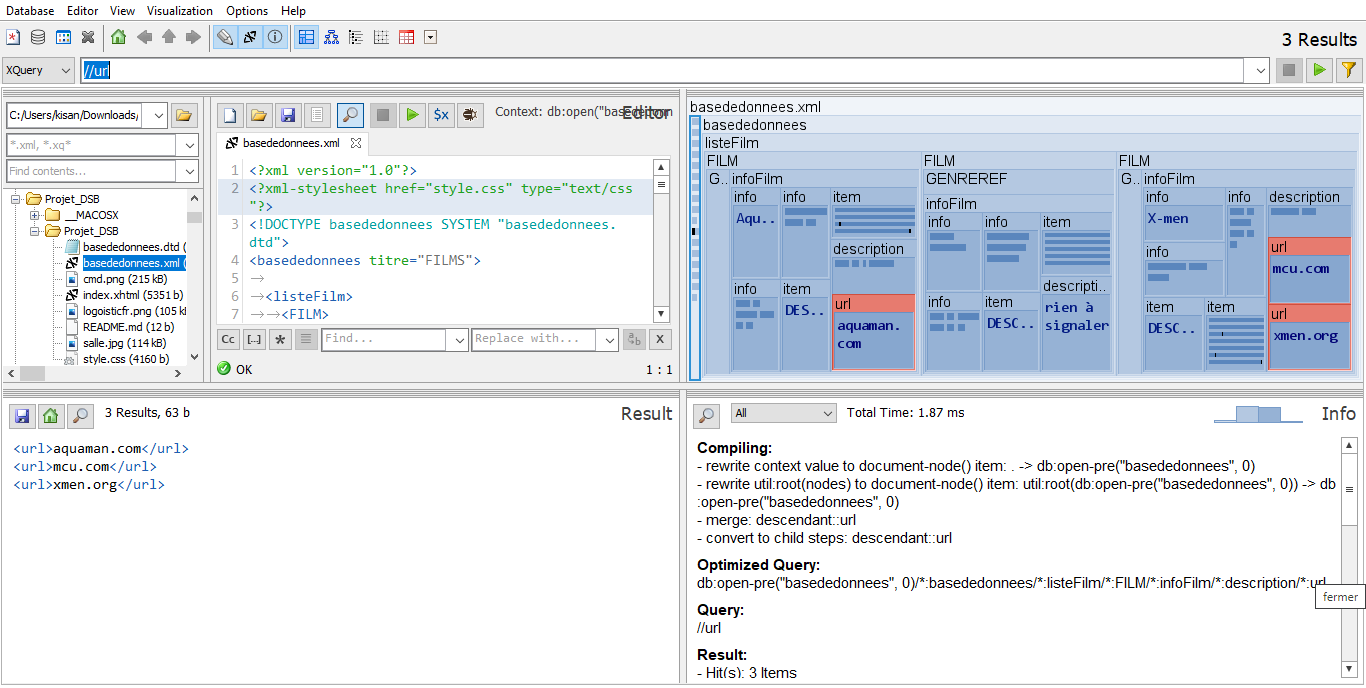 Database Editor View Visualization Options Help
3 Results
XQuery //url
C:/Users/kisan/Downloads/
*.xml, *.xq*
Find contents...
Projet_DSB
__MACOSX
Projet_DSB
basededonnees.dtd (
basededonnees.xml (
cmd.png (215 kB)
index.xhtml (5351 b)
logoisticfr.png (105 k
README.md (12 b)
salle.jpg (114 kB)
style.css (4160 b)
$x
Context: db:open("basededonn
Editor
basededonnees.xml
1 <?xml version="1.0"?>
2 <?xml-stylesheet href="style.css" type="text/css
"?>
3 <!DOCTYPE basededonnees SYSTEM "basededonnees.
dtd">
4 <basededonnees titre="FILMS">
5 →
6 →<listeFilm>
7 →→<FILM>
Cc [..] * Find... Replace with... X
OK
1 : 1
basededonnees.xml
basededonnees
listeFilm
FILM
G.. infoFilm
info
Aqu..
info
item
description
info
item
DES..
url
aquaman.
com
FILM
GENREREF
infoFilm
info
info
item
info
item
DESC..
descripti..
rien à
signaler
FILM
G.. infoFilm
info
X-men
info
description
info
item
DESC..
item
url
mcu.com
url
xmen.org
3 Results, 63 b
Result
<url>aquaman.com</url>
<url>mcu.com</url>
<url>xmen.org</url>
All
Total Time: 1.87 ms
Info
Compiling:
- rewrite context value to document-node() item: . -> db:open-pre("basededonnees", 0)
- rewrite util:root(nodes) to document-node() item: util:root(db:open-pre("basededonnees", 0)) -> db
:open-pre("basededonnees", 0)
- merge: descendant::url
- convert to child steps: descendant::url
Optimized Query:
db:open-pre("basededonnees", 0)/*:basededonnees/*:listeFilm/*:FILM/*:infoFilm/*:description/*:url
fermer
Query:
//url
Result:
- Hit(s): 3 Items